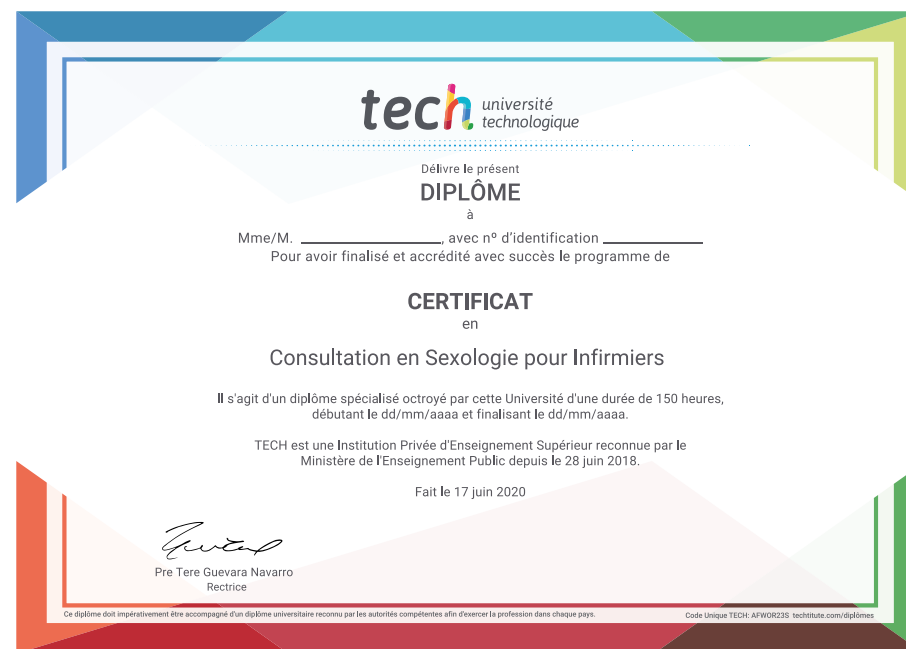 tech université
technologique
Délivre le présent
DIPLÔME
à
Mme/M. ____________________, avec nº d'identification ______________
Pour avoir finalisé et accrédité avec succès le programme de
CERTIFICAT
en
Consultation en Sexologie pour Infirmiers
Il s'agit d'un diplôme spécialisé octroyé par cette Université d'une durée de 150 heures,
débutant le dd/mm/aaaa et finalisant le dd/mm/aaaa.
TECH est une Institution Privée d'Enseignement Supérieur reconnue par le
Ministère de l'Enseignement Public depuis le 28 juin 2018.
Fait le 17 juin 2020
Pre Tere Guevara Navarro
Rectrice
Ce diplôme doit impérativement être accompagné d'un diplôme universitaire reconnu par les autorités compétentes afin d'exercer la profession dans chaque pays.
Code Unique TECH: AFWOR23S techtitute.com/diplômes